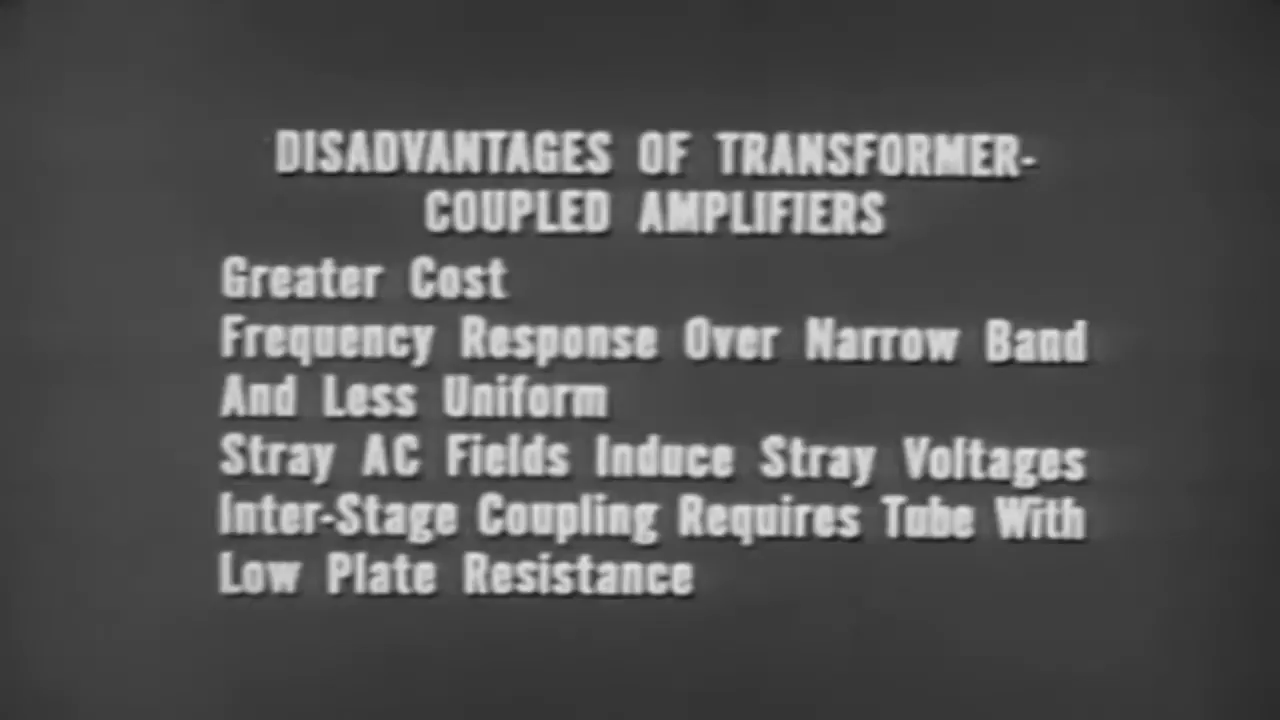 DISADVANTAGES OF TRANSFORMER-
COUPLED AMPLIFIERS
Greater Cost
Frequency Response Over Narrow Band
And Less Uniform
Stray AC Fields Induce Stray Voltages
Inter-Stage Coupling Requires Tube With
Low Plate Resistance